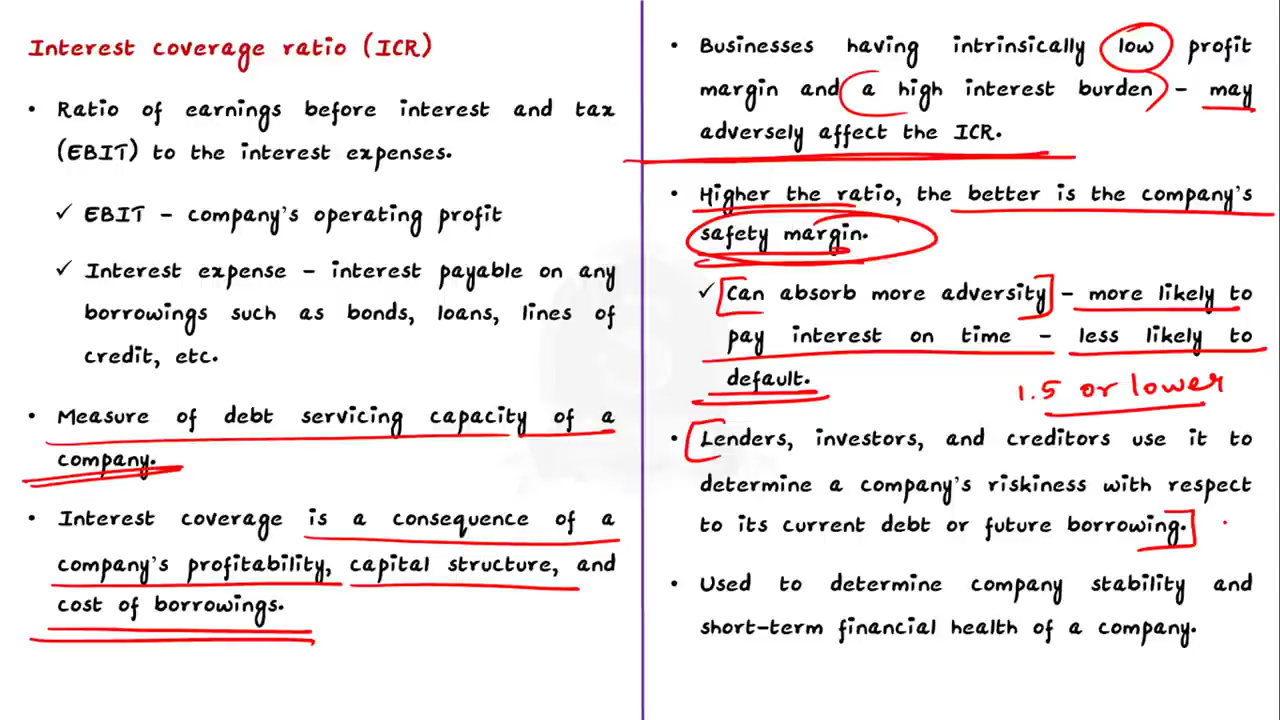 Interest coverage ratio (ICR)
• Ratio of earnings before interest and tax
(EBIT) to the interest expenses.
✓ EBIT – company's operating profit
✓ Interest expense – interest payable on any
borrowings such as bonds, loans, lines of
credit, etc.
• Measure of debt servicing capacity of a
company.
• Interest coverage is a consequence of a
company's profitability, capital structure, and
cost of borrowings.
• Businesses having intrinsically low profit
margin and a high interest burden – may
adversely affect the ICR.
• Higher the ratio, the better is the company's
safety margin.
✓ Can absorb more adversity – more likely to
pay interest on time – less likely to
default.
1.5 or lower
• Lenders, investors, and creditors use it to
determine a company's riskiness with respect
to its current debt or future borrowing.
• Used to determine company stability and
short-term financial health of a company.